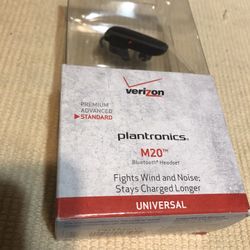 verizon
PREMIUM
ADVANCED
STANDARD
plantronics.
M20™
Bluetooth® Headset
Fights Wind and Noise;
Stays Charged Longer
UNIVERSAL